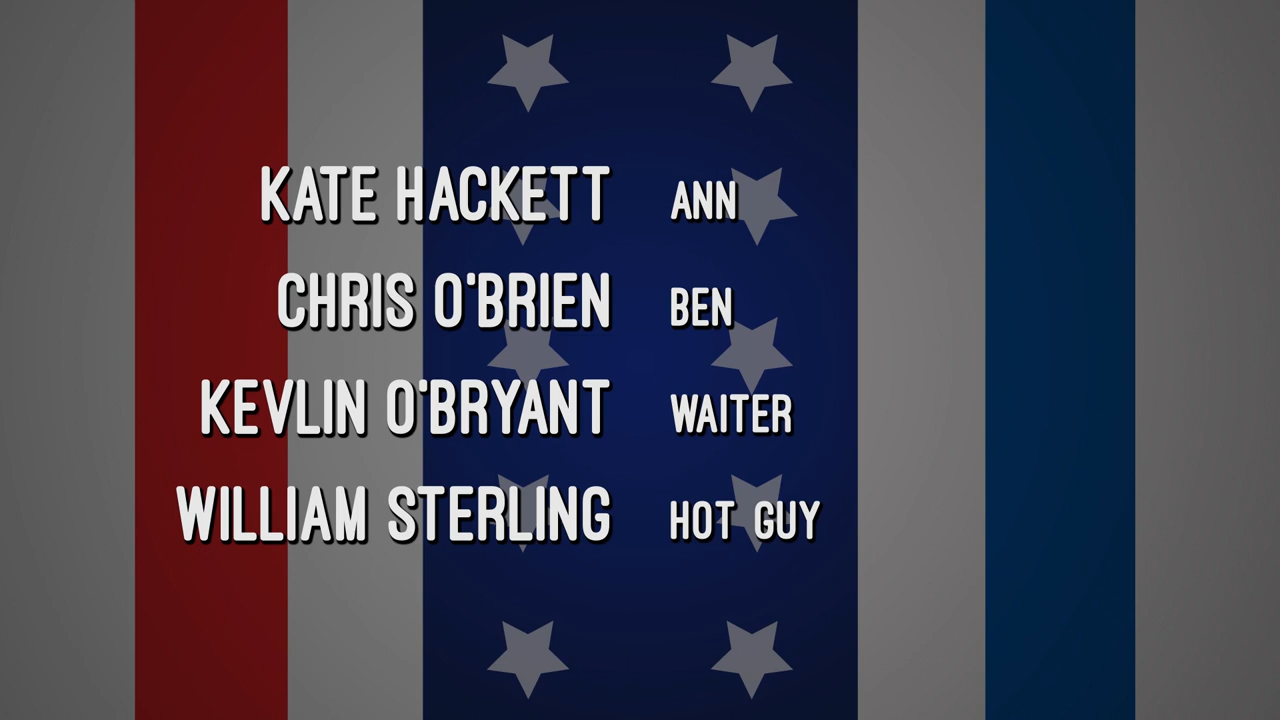 KATE HACKETT ANN
CHRIS O'BRIEN BEN
KEVLIN O'BRYANT WAITER
WILLIAM STERLING HOT GUY